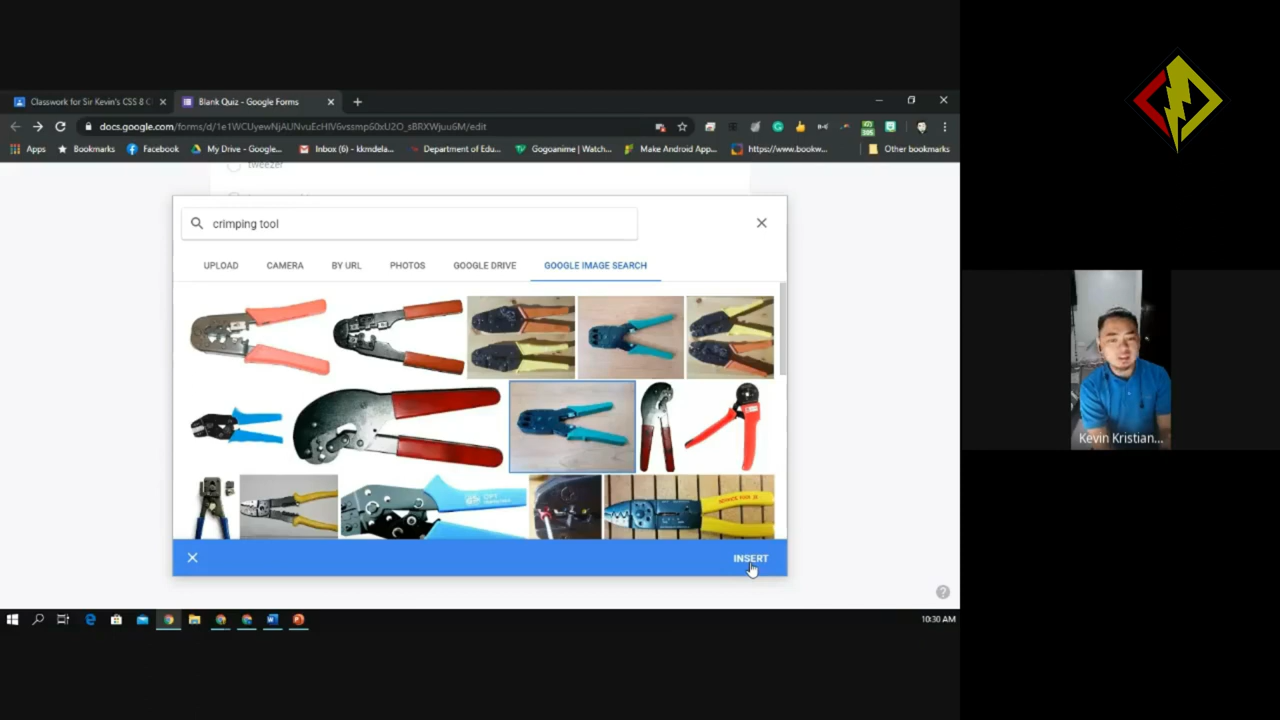 Classwork for Sir Kevin's CSS 8 C
Blank Quiz - Google Forms
docs.google.com/forms/d/
/edit
Apps
Bookmarks
Facebook
My Drive - Google...
Inbox (6) - kkmdela...
Department of Edu...
Gogoanime | Watch...
Make Android App...
https://www.bookw...
Other bookmarks
tweezer
crimping tool
UPLOAD
CAMERA
BY URL
PHOTOS
GOOGLE DRIVE
GOOGLE IMAGE SEARCH
INSERT
10:30 AM
Kevin Kristian...